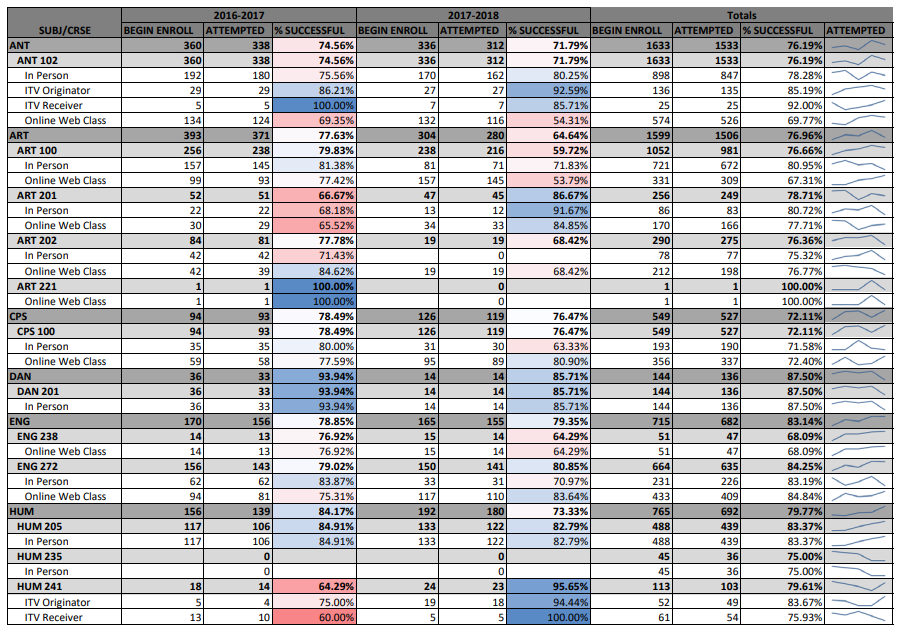 2016-2017 2017-2018 Totals
SUBJ/CRSE BEGIN ENROLL ATTEMPTED % SUCCESSFUL BEGIN ENROLL ATTEMPTED % SUCCESSFUL BEGIN ENROLL ATTEMPTED % SUCCESSFUL ATTEMPTED
ANT 360 338 74.56% 336 312 71.79% 1633 1533 76.19%
ANT 102 360 338 74.56% 336 312 71.79% 1633 1533 76.19%
In Person 192 180 75.56% 170 162 80.25% 898 847 78.28%
ITV Originator 29 29 86.21% 27 27 92.59% 136 135 85.19%
ITV Receiver 5 5 100.00% 7 7 85.71% 25 25 92.00%
Online Web Class 134 124 69.35% 132 116 54.31% 574 526 69.77%
ART 393 371 77.63% 304 280 64.64% 1599 1506 76.96%
ART 100 256 238 79.83% 238 216 59.72% 1052 981 76.66%
In Person 157 145 81.38% 81 71 71.83% 721 672 80.95%
Online Web Class 99 93 77.42% 157 145 53.79% 331 309 67.31%
ART 201 52 51 66.67% 47 45 86.67% 256 249 78.71%
In Person 22 22 68.18% 13 12 91.67% 86 83 80.72%
Online Web Class 30 29 65.52% 34 33 84.85% 170 166 77.71%
ART 202 84 81 77.78% 19 19 68.42% 290 275 76.36%
In Person 42 42 71.43% 0 78 77 75.32%
Online Web Class 42 39 84.62% 19 19 68.42% 212 198 76.77%
ART 221 1 1 100.00% 0 1 1 100.00%
Online Web Class 1 1 100.00% 0 1 1 100.00%
CPS 94 93 78.49% 126 119 76.47% 549 527 72.11%
CPS 100 94 93 78.49% 126 119 76.47% 549 527 72.11%
In Person 35 35 80.00% 31 30 63.33% 193 190 71.58%
Online Web Class 59 58 77.59% 95 89 80.90% 356 337 72.40%
DAN 36 33 93.94% 14 14 85.71% 144 136 87.50%
DAN 201 36 33 93.94% 14 14 85.71% 144 136 87.50%
In Person 36 33 93.94% 14 14 85.71% 144 136 87.50%
ENG 170 156 78.85% 165 155 79.35% 715 682 83.14%
ENG 238 14 13 76.92% 15 14 64.29% 51 47 68.09%
Online Web Class 14 13 76.92% 15 14 64.29% 51 47 68.09%
ENG 272 156 143 79.02% 150 141 80.85% 664 635 84.25%
In Person 62 62 83.87% 33 31 70.97% 231 226 83.19%
Online Web Class 94 81 75.31% 117 110 83.64% 433 409 84.84%
HUM 156 139 84.17% 192 180 73.33% 765 692 79.77%
HUM 205 117 106 84.91% 133 122 82.79% 488 439 83.37%
In Person 117 106 84.91% 133 122 82.79% 488 439 83.37%
HUM 235 0 0 45 36 75.00%
In Person 0 0 45 36 75.00%
HUM 241 18 14 64.29% 24 23 95.65% 113 103 79.61%
ITV Originator 5 4 75.00% 19 18 94.44% 52 49 83.67%
ITV Receiver 13 10 60.00% 5 5 100.00% 61 54 75.93%